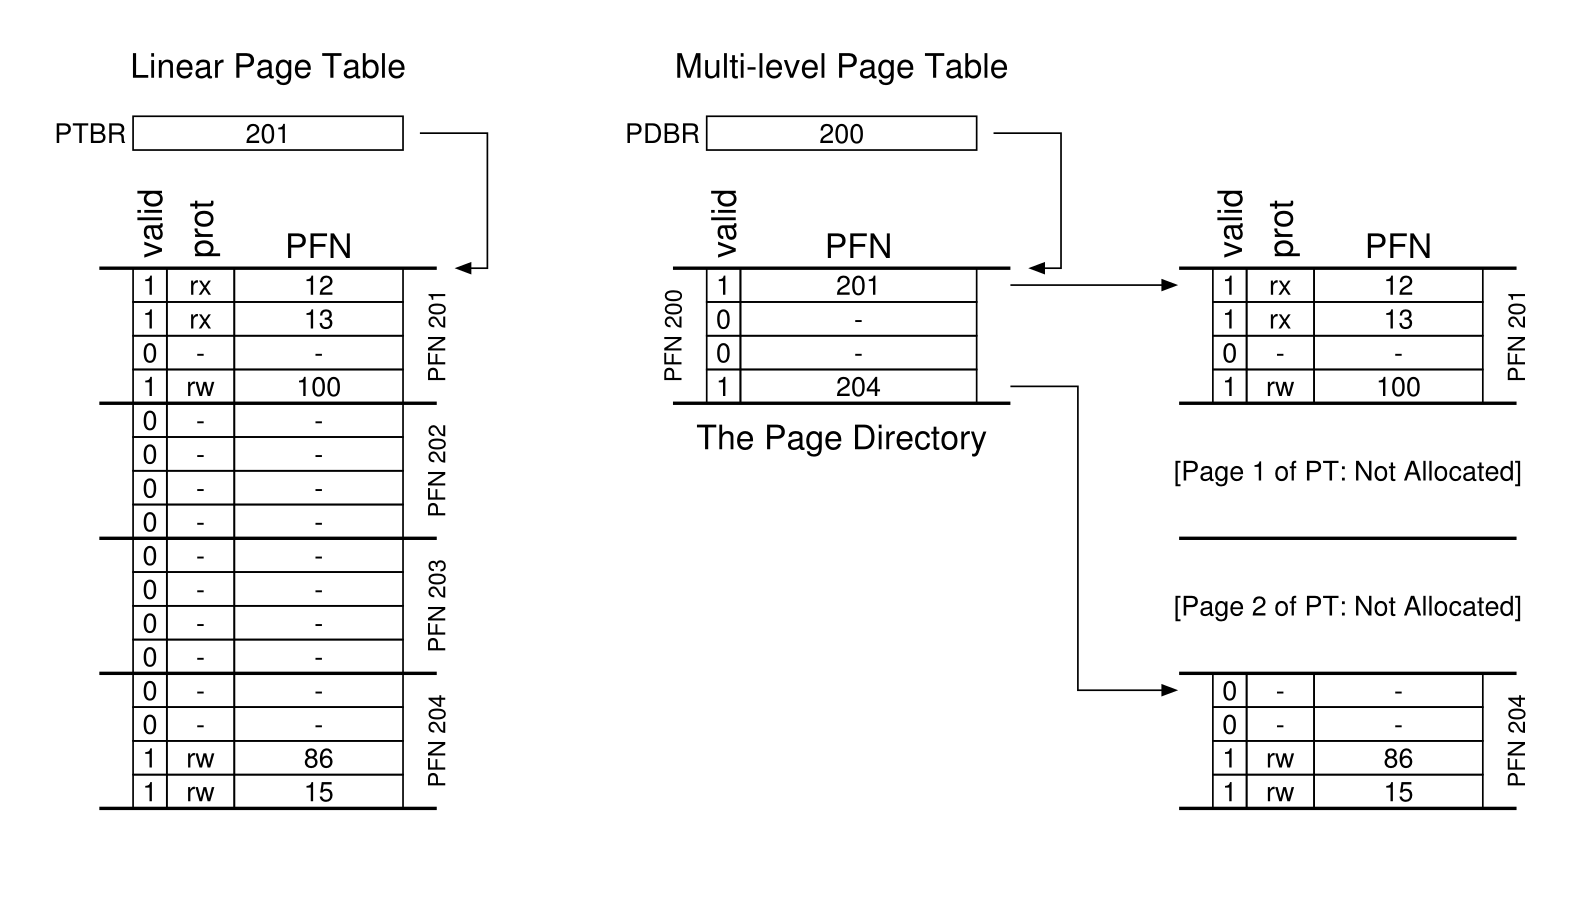 Linear Page Table
PTBR 201
valid prot PFN
1 rx 12
1 rx 13
0 - -
1 rw 100
PFN 201
0 - -
0 - -
0 - -
0 - -
PFN 202
0 - -
0 - -
0 - -
0 - -
PFN 203
0 - -
0 - -
1 rw 86
1 rw 15
PFN 204
Multi-level Page Table
PDBR 200
valid PFN
PFN 200
1 201
0 -
0 -
1 204
The Page Directory
valid prot PFN
1 rx 12
1 rx 13
0 - -
1 rw 100
PFN 201
[Page 1 of PT: Not Allocated]
[Page 2 of PT: Not Allocated]
0 - -
0 - -
1 rw 86
1 rw 15
PFN 204